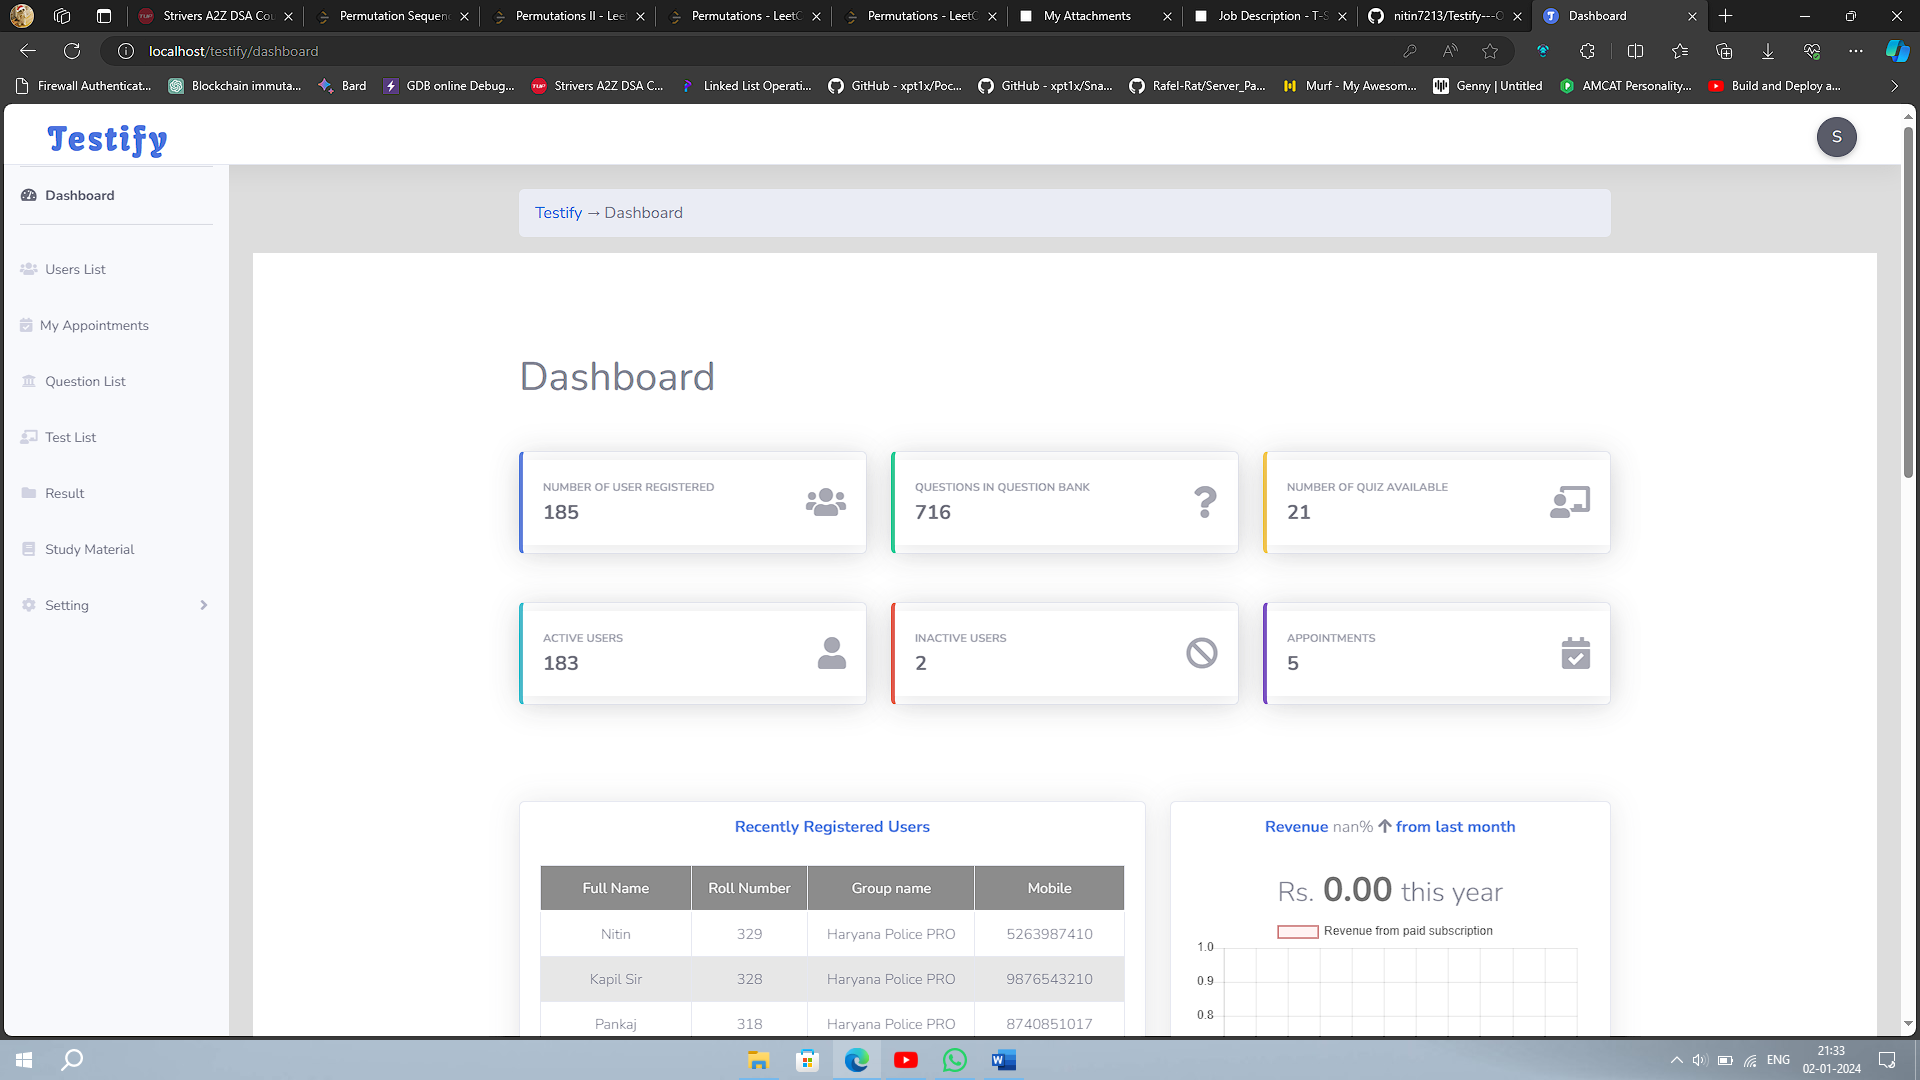 Strivers A2Z DSA Cou
Permutation Sequenc
Permutations II - Leet
Permutations - LeetC
Permutations - LeetC
My Attachments
Job Description - T-S
nitin7213/Testify---O
Dashboard
localhost/testify/dashboard
Firewall Authenticat...
Blockchain immuta...
Bard
GDB online Debug...
Strivers A2Z DSA C...
Linked List Operati...
GitHub - xpt1x/Poc...
GitHub - xpt1x/Sna...
Rafel-Rat/Server_Pa...
Murf - My Awesom...
Genny | Untitled
AMCAT Personality...
Build and Deploy a...
Testify
S
Dashboard
Users List
My Appointments
Question List
Test List
Result
Study Material
Setting
Testify → Dashboard
Dashboard
NUMBER OF USER REGISTERED
185
QUESTIONS IN QUESTION BANK
716
NUMBER OF QUIZ AVAILABLE
21
ACTIVE USERS
183
INACTIVE USERS
2
APPOINTMENTS
5
Recently Registered Users
Full Name Roll Number Group name Mobile
Nitin 329 Haryana Police PRO 5263987410
Kapil Sir 328 Haryana Police PRO 9876543210
Pankaj 318 Haryana Police PRO 8740851017
Revenue nan% from last month
Rs. 0.00 this year
Revenue from paid subscription
1.0
0.9
0.8
ENG
21:33
02-01-2024